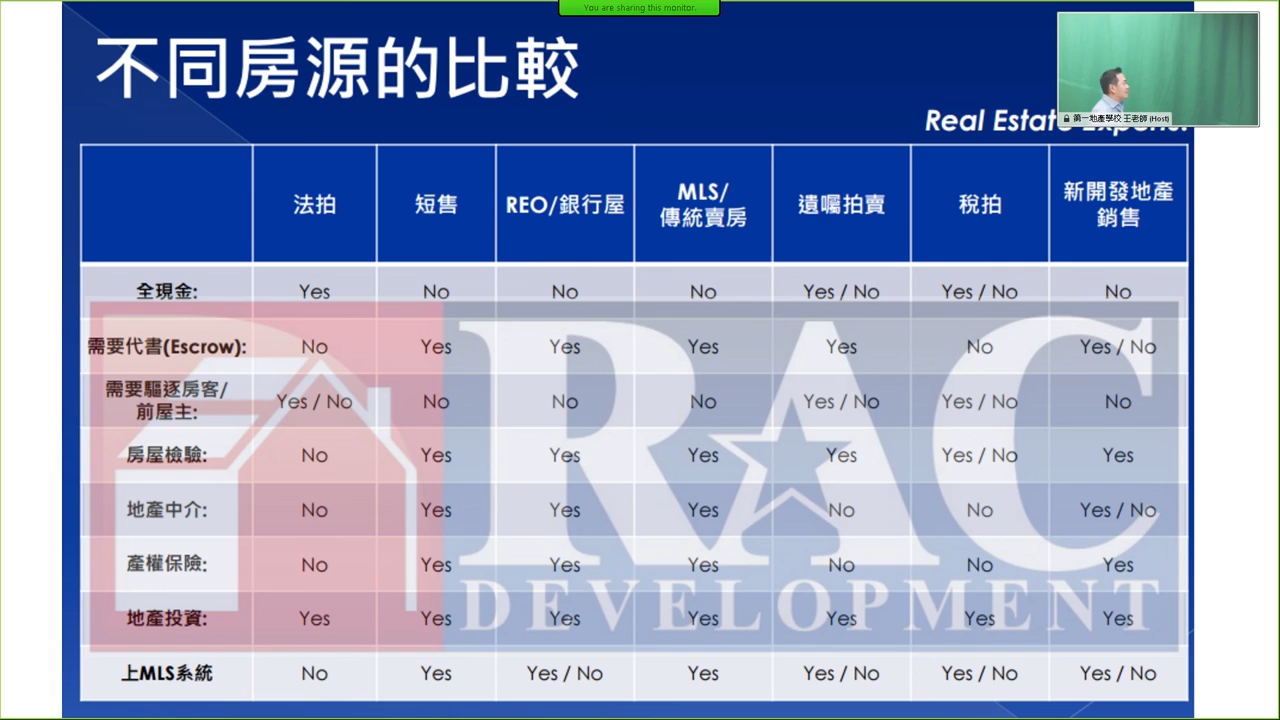 You are sharing this monitor.
不同房源的比較
第一地產學校 王老師 (Host)
Real Estate
法拍 短售 REO/銀行屋 MLS/ 遺囑拍賣 稅拍 新開發地產
傳統賣房 銷售
全現金: Yes No No No Yes / No Yes / No No
需要代書(Escrow): No Yes Yes Yes Yes No Yes / No
需要驅逐房客/
前屋主: Yes / No No No No Yes / No Yes / No No
房屋檢驗: No Yes Yes Yes Yes Yes / No Yes
地產中介: No Yes Yes Yes No No Yes / No
產權保險: No Yes Yes Yes No No Yes
地產投資: Yes Yes Yes Yes Yes Yes Yes
上MLS系統 No Yes Yes / No Yes Yes / No Yes / No Yes / No
RAC
DEVELOPMENT